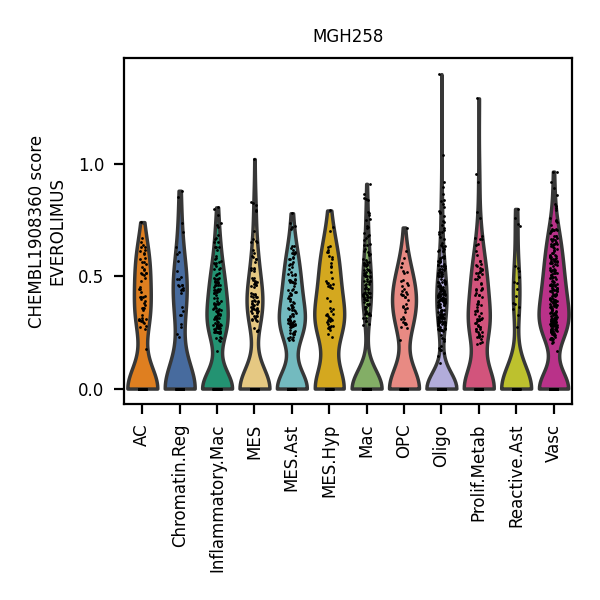 MGH258
CHEMBL1908360 score
EVEROLIMUS
1.0
0.5
0.0
AC
Chromatin.Reg
Inflammatory.Mac
MES
MES.Ast
MES.Hyp
Mac
OPC
Oligo
Prolif.Metab
Reactive.Ast
Vasc